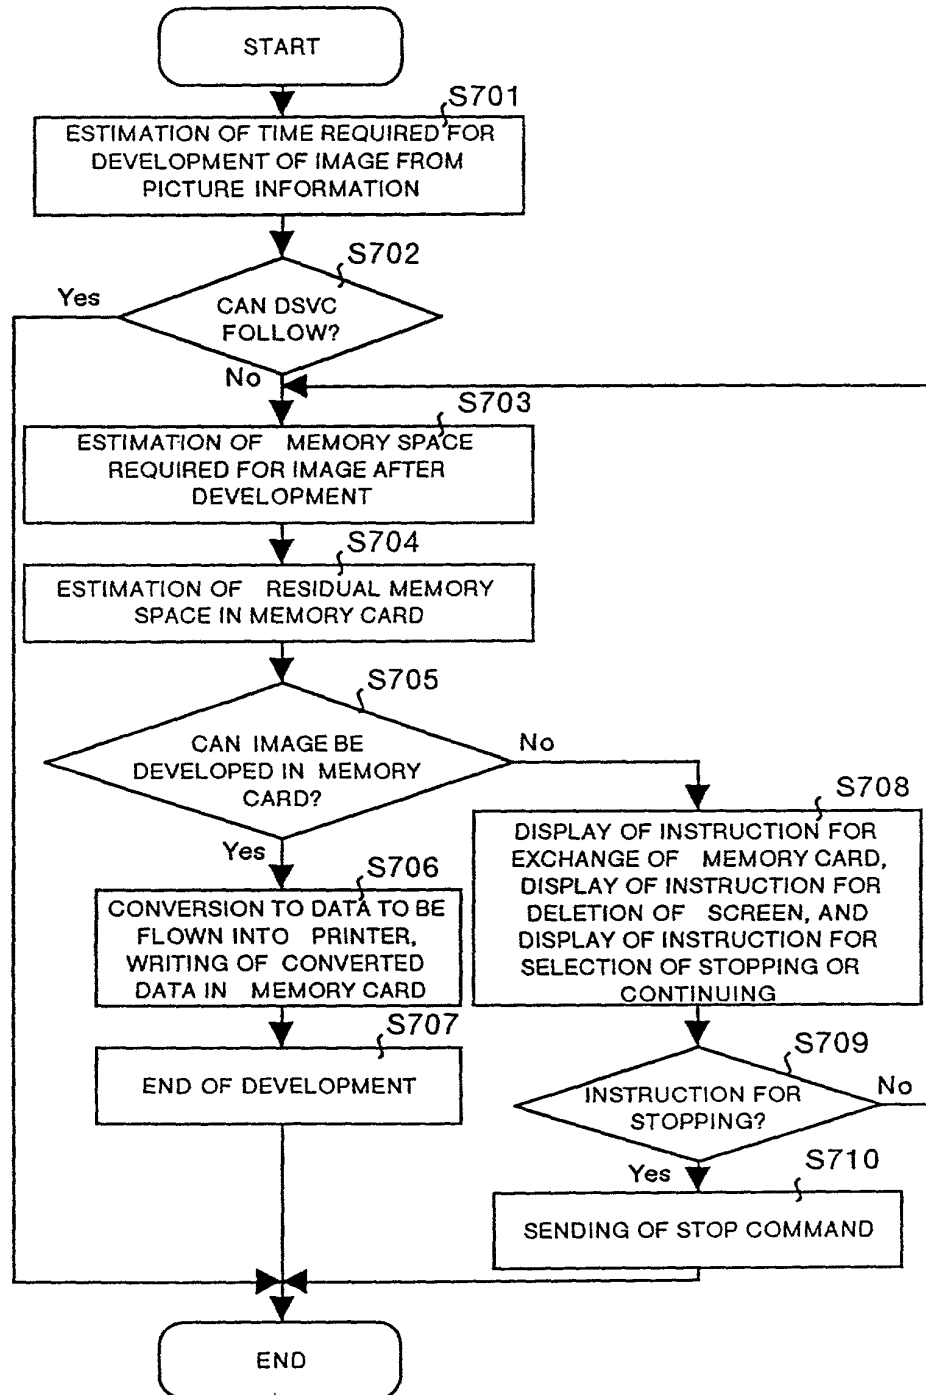 START
S701
ESTIMATION OF TIME REQUIRED FOR
DEVELOPMENT OF IMAGE FROM
PICTURE INFORMATION
S702
Yes
CAN DSVC
FOLLOW?
No
S703
ESTIMATION OF MEMORY SPACE
REQUIRED FOR IMAGE AFTER
DEVELOPMENT
S704
ESTIMATION OF RESIDUAL MEMORY
SPACE IN MEMORY CARD
S705
CAN IMAGE BE
DEVELOPED IN MEMORY
CARD?
No
Yes
S706
CONVERSION TO DATA TO BE
FLOWN INTO PRINTER,
WRITING OF CONVERTED
DATA IN MEMORY CARD
S707
END OF DEVELOPMENT
S708
DISPLAY OF INSTRUCTION FOR
EXCHANGE OF MEMORY CARD,
DISPLAY OF INSTRUCTION FOR
DELETION OF SCREEN, AND
DISPLAY OF INSTRUCTION FOR
SELECTION OF STOPPING OR
CONTINUING
S709
INSTRUCTION FOR
STOPPING?
No
Yes
S710
SENDING OF STOP COMMAND
END